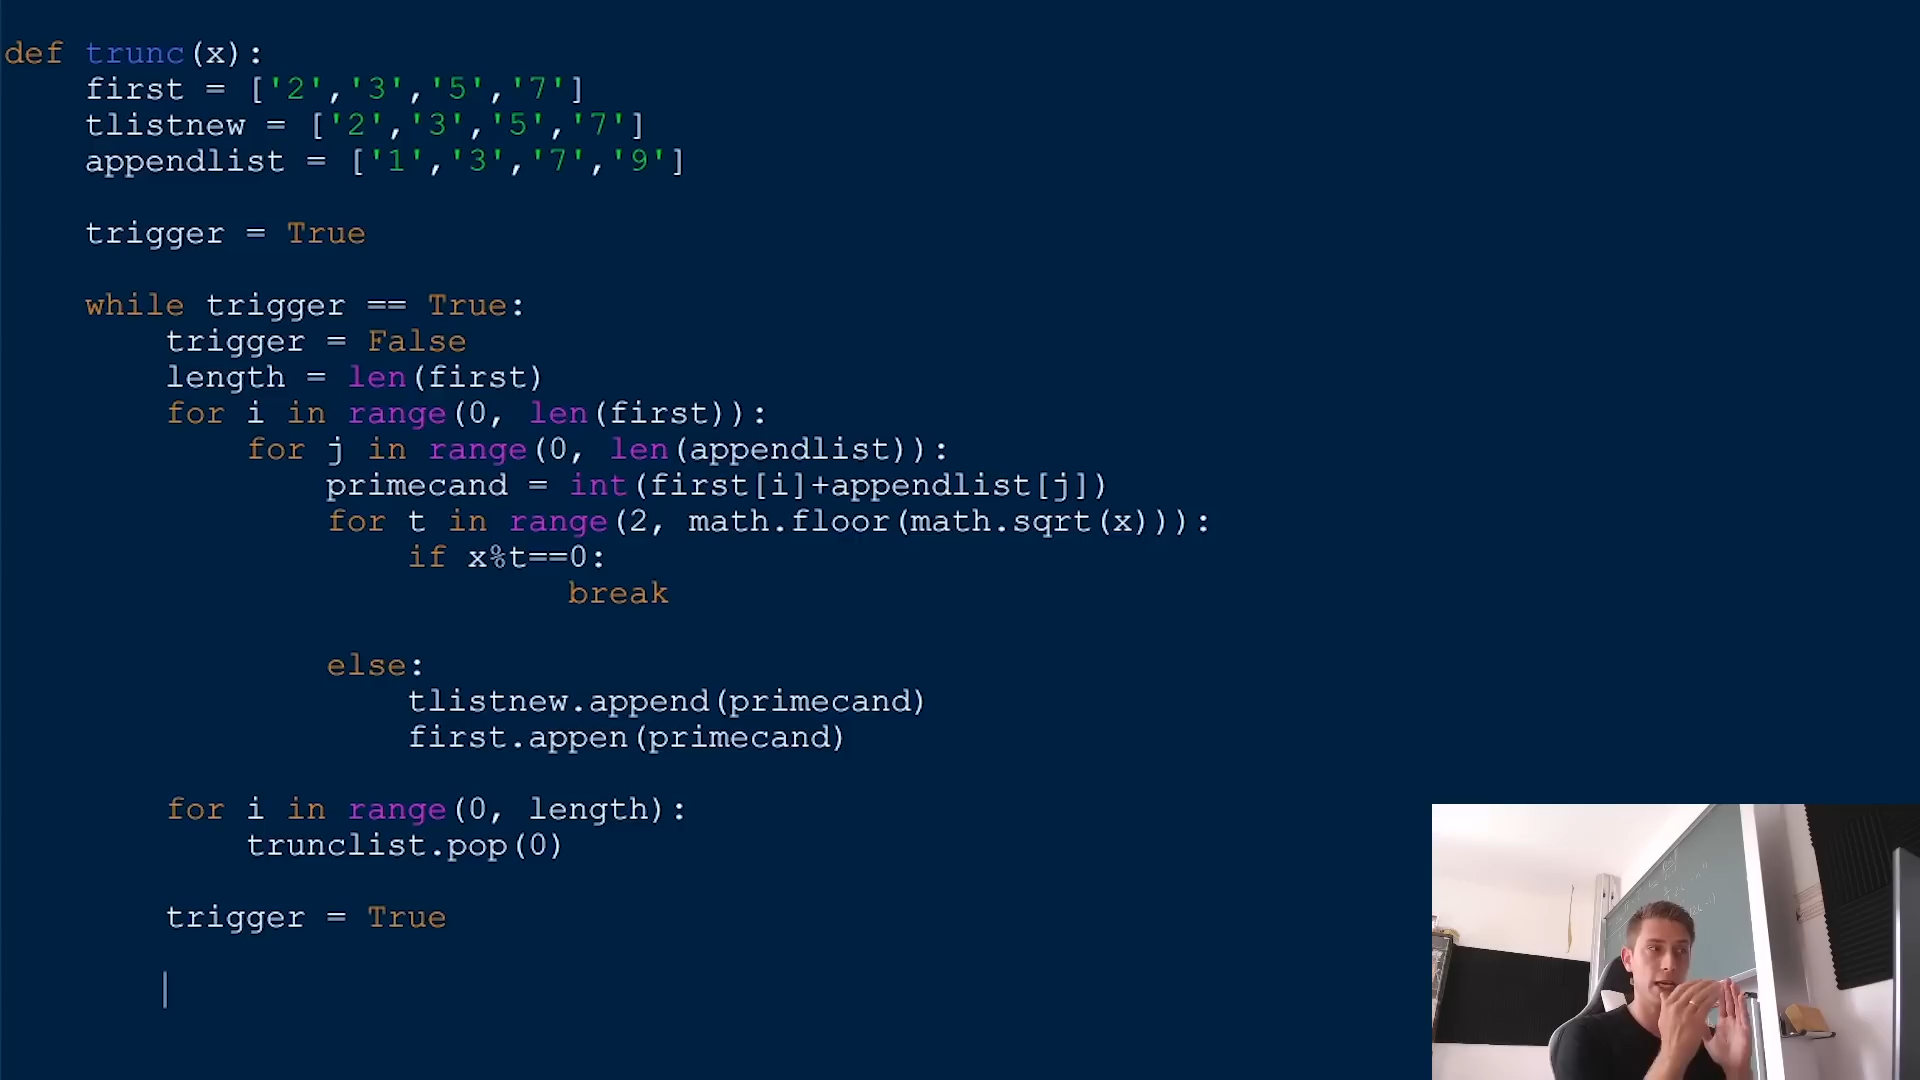 def trunc(x):
    first = ['2','3','5','7']
    tlistnew = ['2','3','5','7']
    appendlist = ['1','3','7','9']
    trigger = True
    while trigger == True:
        trigger = False
        length = len(first)
        for i in range(0, len(first)):
            for j in range(0, len(appendlist)):
                primecand = int(first[i]+appendlist[j])
                for t in range(2, math.floor(math.sqrt(x))):
                    if x%t==0:
                            break
                else:
                    tlistnew.append(primecand)
                    first.appen(primecand)
        for i in range(0, length):
            trunclist.pop(0)
        trigger = True